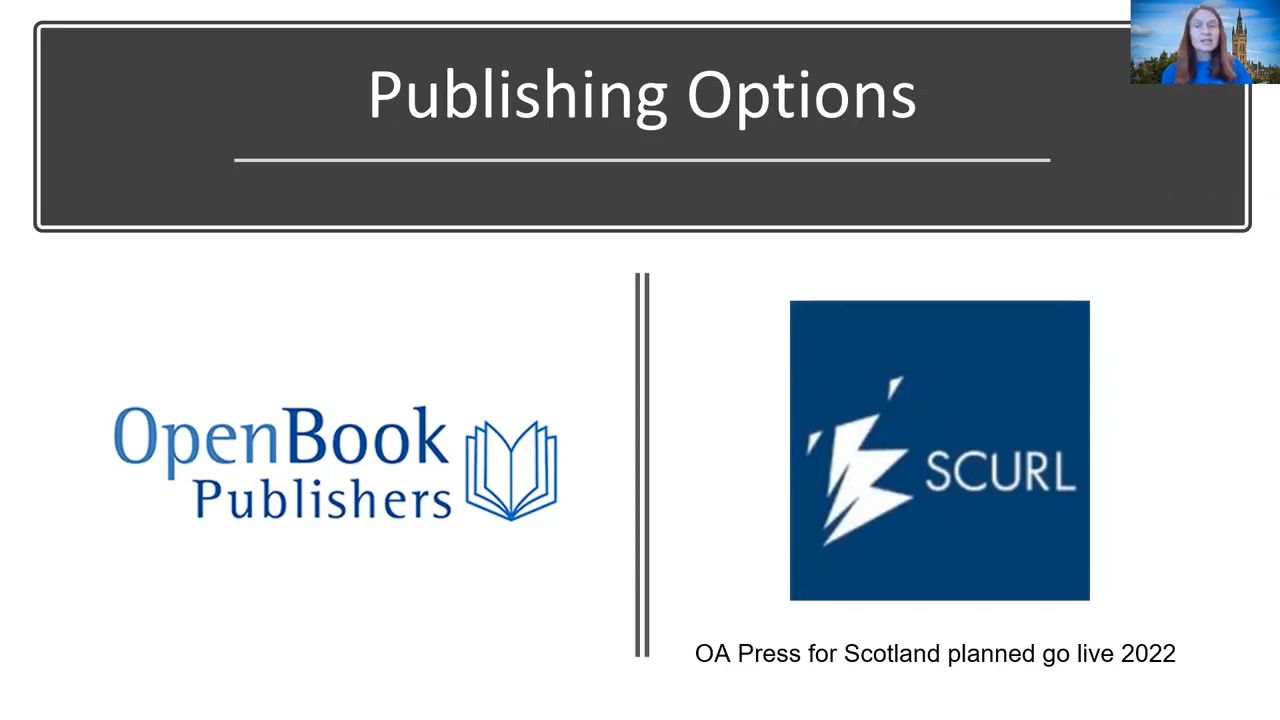 Publishing Options
OpenBook
Publishers
SCURL
OA Press for Scotland planned go live 2022